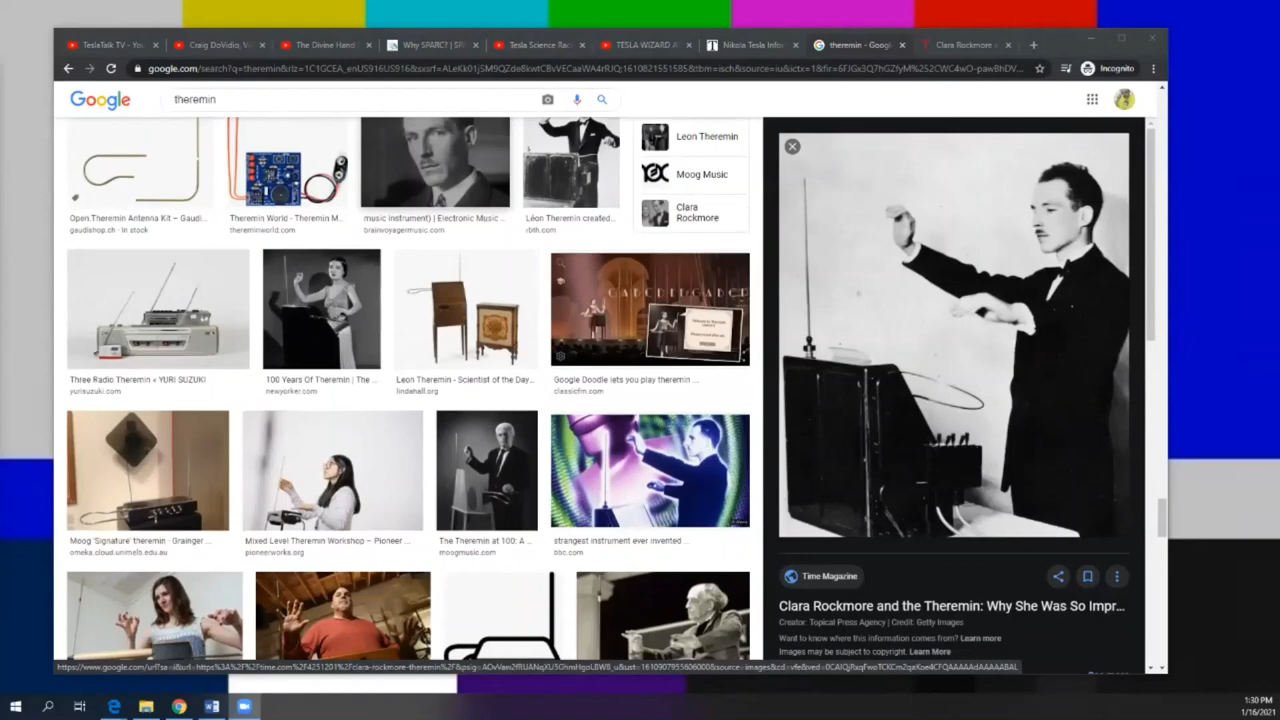 TeslaTalk TV - Yo
Craig DoVidio, V
The Divine Hand
Why SPARC? | SP
Tesla Science Ra
TESLA WIZARD A
Nikola Tesla Infor
theremin - Googl
Clara Rockmore
Incognito
Google
theremin
Leon Theremin
Moog Music
Clara
Rockmore
Open.Theremin Antenna Kit – Gaudi...
gaudishop.ch · In stock
Theremin World - Theremin M...
thereminworld.com
music instrument) | Electronic Music ...
brainvoyagermusic.com
Léon Theremin created...
rbth.com
Three Radio Theremin « YURI SUZUKI
yurisuzuki.com
100 Years Of Theremin | The ...
newyorker.com
Leon Theremin - Scientist of the Day...
lindahall.org
Google Doodle lets you play theremin ...
classicfm.com
Moog 'Signature' theremin · Grainger ...
omeka.cloud.unimelb.edu.au
Mixed Level Theremin Workshop – Pioneer ...
pioneerworks.org
The Theremin at 100: A ...
moogmusic.com
strangest instrument ever invented ...
bbc.com
Time Magazine
Clara Rockmore and the Theremin: Why She Was So Impr...
Creator: Topical Press Agency | Credit: Getty Images
Want to know where this information comes from? Learn more
Images may be subject to copyright. Learn More
1:30 PM
1/16/2021